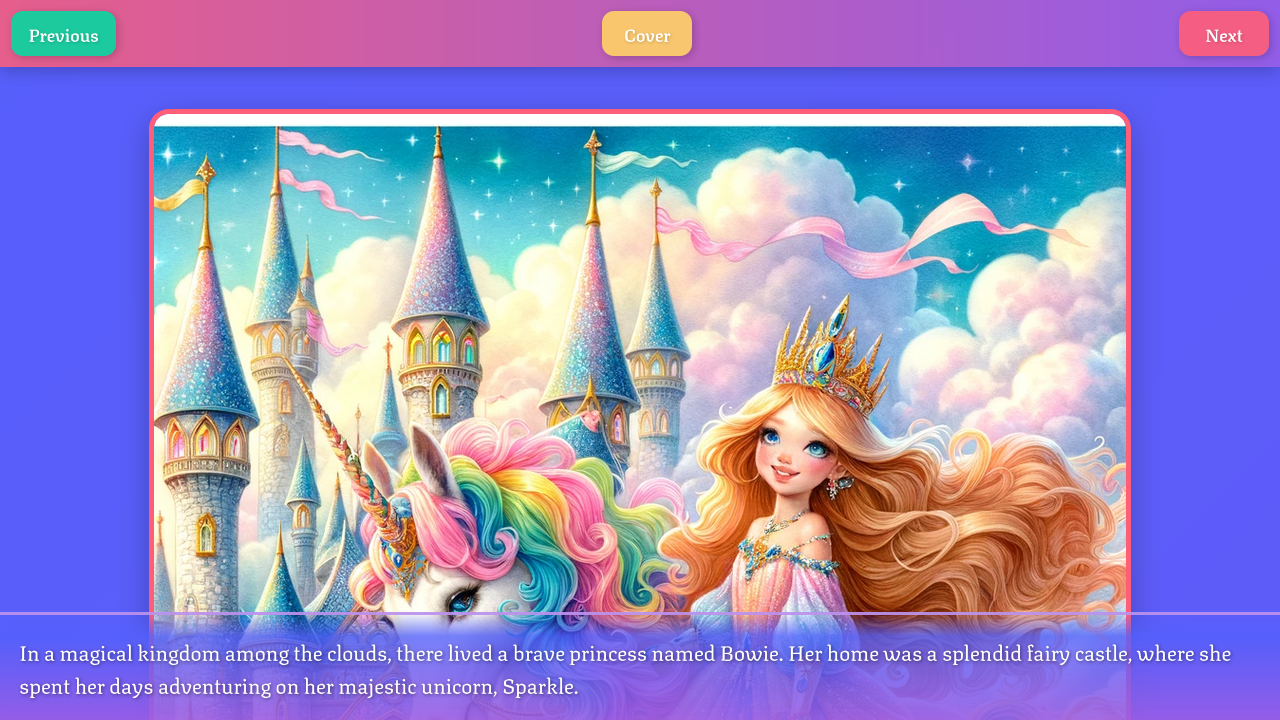 Previous
Cover
Next
In a magical kingdom among the clouds, there lived a brave princess named Bowie. Her home was a splendid fairy castle, where she
spent her days adventuring on her majestic unicorn, Sparkle.